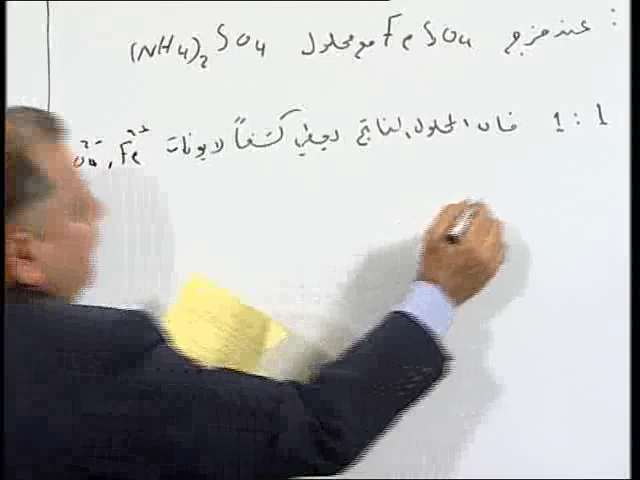 : عند مزج FeSO4 مع محلول (NH4)2SO4
1 : 1 فان المحلول الناتج يعطي كشفاً لايونات Fe2+ ,